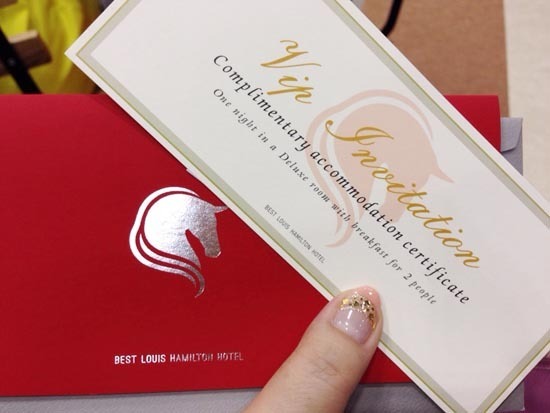 Vip Invitation
Complimentary accommodation certificate
One night in a Deluxe room with breakfast for 2 people
BEST LOUIS HAMILTON HOTEL
BEST LOUIS HAMILTON HOTEL